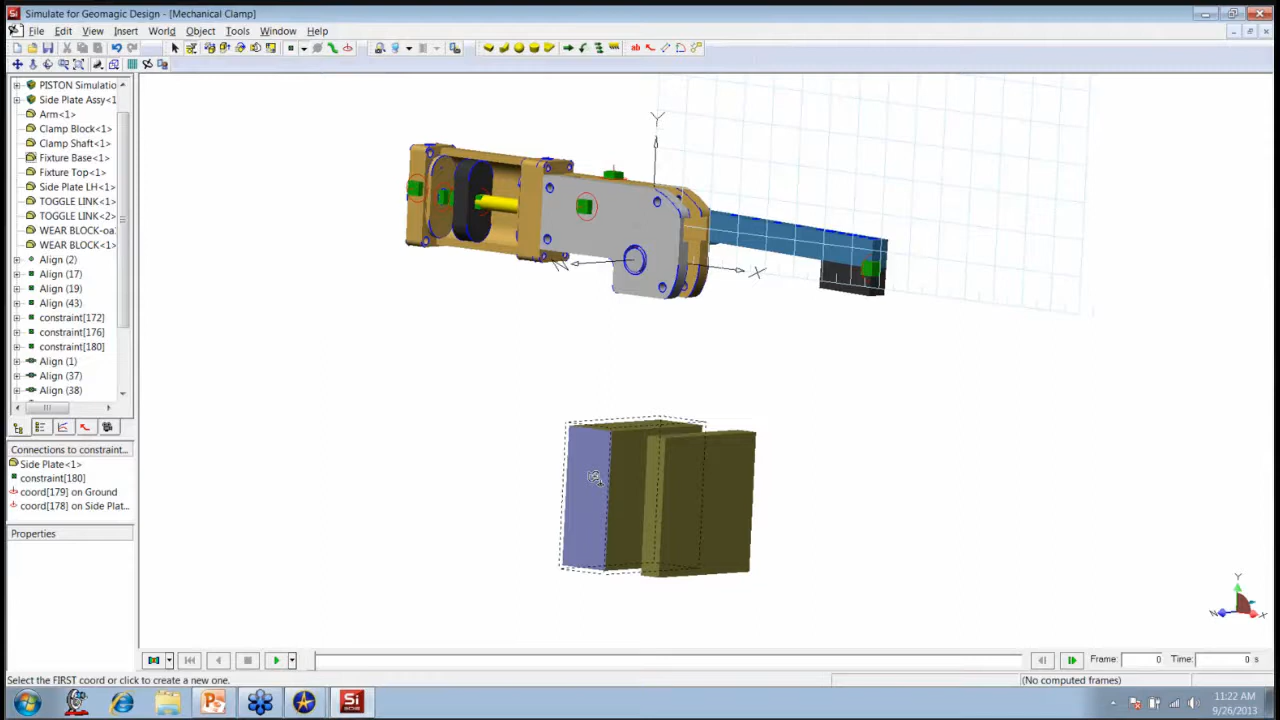 Simulate for Geomagic Design - [Mechanical Clamp]
File Edit View Insert World Object Tools Window Help
PISTON Simulatio
Side Plate Assy<1
Arm<1>
Clamp Block<1>
Clamp Shaft<1>
Fixture Base<1>
Fixture Top<1>
Side Plate LH<1>
TOGGLE LINK<1>
TOGGLE LINK<2>
WEAR BLOCK-oa
WEAR BLOCK<1>
Align (2)
Align (17)
Align (19)
Align (43)
constraint[172]
constraint[176]
constraint[180]
Align (1)
Align (37)
Align (38)
Connections to constraint...
Side Plate<1>
constraint[180]
coord[179] on Ground
coord[178] on Side Plat...
Properties
Y
X
Y
X
Frame: 0 Time: 0 s
Select the FIRST coord or click to create a new one.
(No computed frames)
11:22 AM
9/26/2013